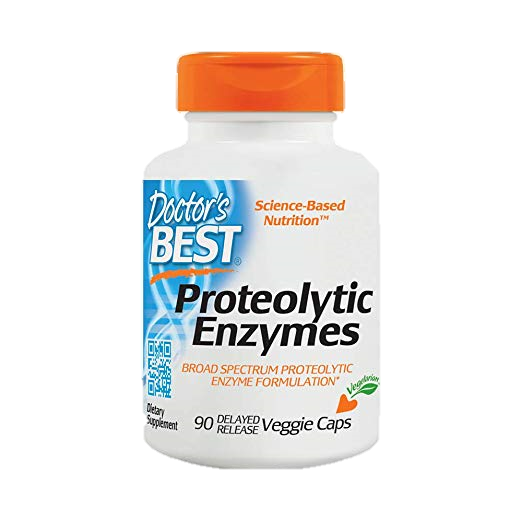 Doctor's
BEST®
Science-Based
Nutrition™
Proteolytic
Enzymes
BROAD SPECTRUM PROTEOLYTIC
ENZYME FORMULATION*
Vegetarian
Dietary
Supplement
90 DELAYED RELEASE Veggie Caps